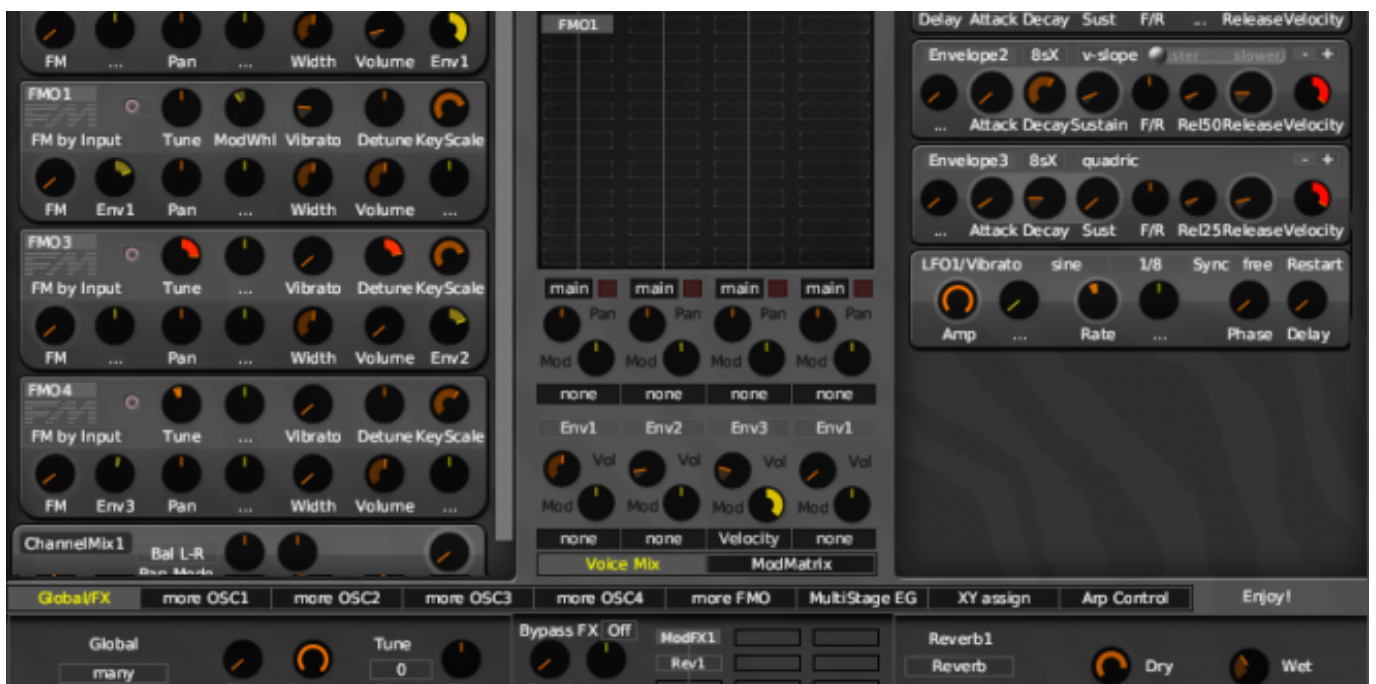 FM ... Pan ... Width Volume Env1
FMO1
Tune ModWhl Vibrato Detune KeyScale
FM by Input
FM Env1 Pan ... Width Volume ...
FMO3
FM by Input Tune ... Vibrato Detune KeyScale
FM ... Pan ... Width Volume Env2
FMO4
FM by Input Tune ... Vibrato Detune KeyScale
FM Env3 Pan ... Width Volume ...
ChannelMix1
Bal L-R
Pan Mode
FMO1
main main main main
Pan Pan Pan Pan
Mod Mod Mod Mod
none none none none
Env1 Env2 Env3 Env1
Vol Vol Vol Vol
Mod Mod Mod Mod
none none Velocity none
Voice Mix ModMatrix
Delay Attack Decay Sust F/R ... Release Velocity
Envelope2 8sX v-slope slower - +
... Attack Decay Sustain F/R Rel50 Release Velocity
Envelope3 8sX quadric - +
... Attack Decay Sust F/R Rel25 Release Velocity
LFO1/Vibrato sine 1/8 Sync free Restart
Amp ... Rate ... Phase Delay
Global/FX more OSC1 more OSC2 more OSC3 more OSC4 more FMO MultiStage EG XY assign Arp Control Enjoy!
Global
many
Tune
0
Bypass FX Off
ModFX1
Rev1
Reverb1
Reverb Dry Wet